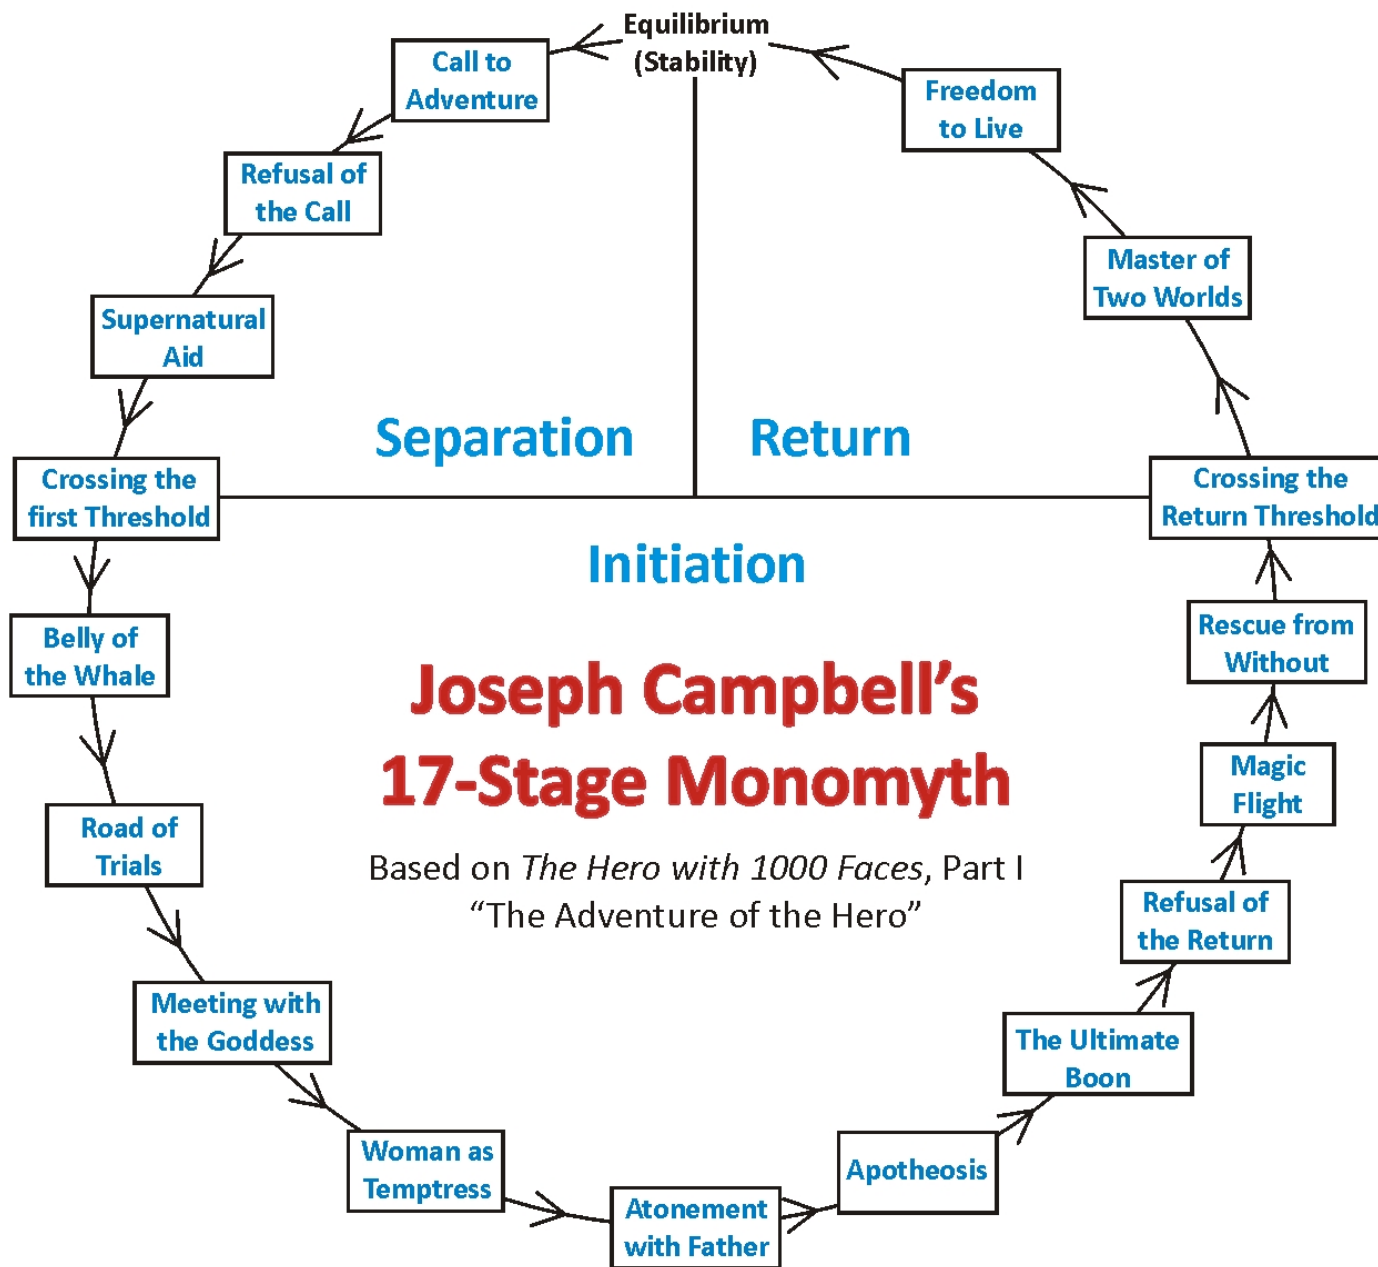 Equilibrium
(Stability)
Call to
Adventure
Refusal of
the Call
Supernatural
Aid
Crossing the
first Threshold
Belly of
the Whale
Road of
Trials
Meeting with
the Goddess
Woman as
Temptress
Atonement
with Father
Apotheosis
The Ultimate
Boon
Refusal of
the Return
Magic
Flight
Rescue from
Without
Crossing the
Return Threshold
Master of
Two Worlds
Freedom
to Live
Separation
Return
Initiation
Joseph Campbell’s
17-Stage Monomyth
Based on The Hero with 1000 Faces, Part I
“The Adventure of the Hero”